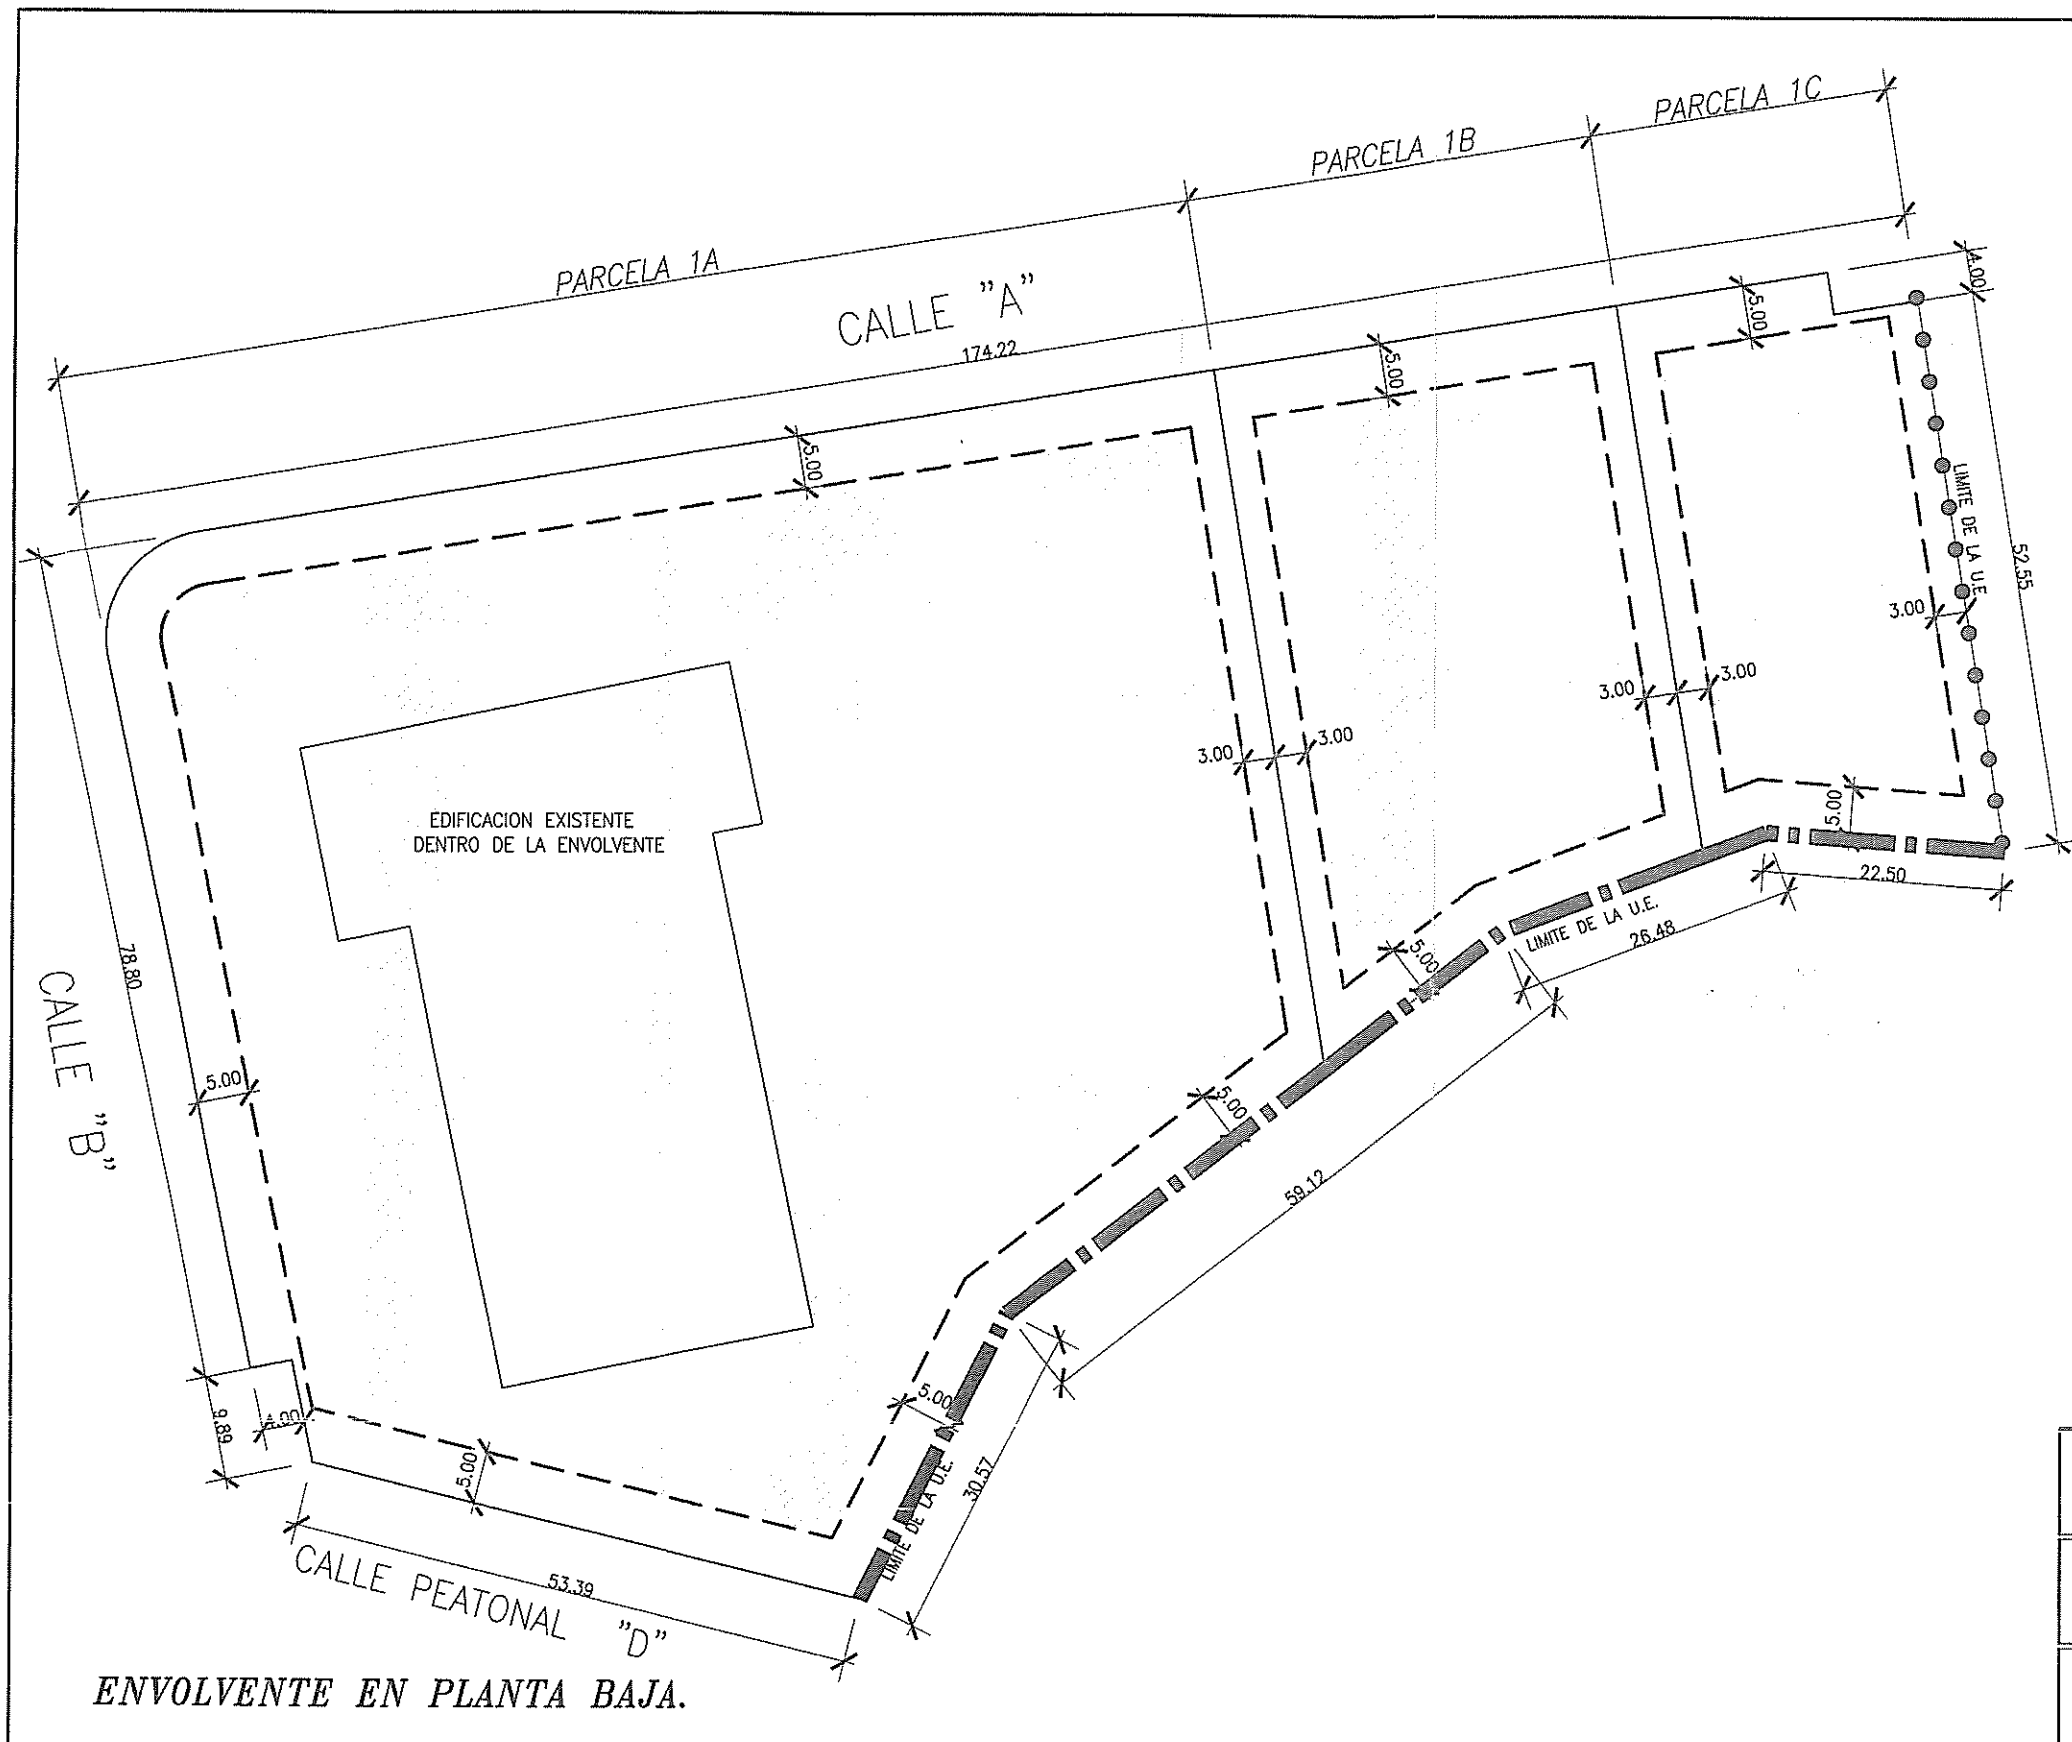 PARCELA 1C
PARCELA 1B
PARCELA 1A
CALLE "A"
174.22
4.00
5.00
5.00
5.00
LIMITE DE LA U.E
52.55
3.00
3.00
3.00
3.00
3.00
EDIFICACION EXISTENTE
DENTRO DE LA ENVOLVENTE
5.00
22.50
LIMITE DE LA U.E.
26.48
5.00
78.80
CALLE "B"
5.00
5.00
59.12
5.00
9.89
4.00
5.00
LIMITE DE LA U.E.
30.57
53.39
CALLE PEATONAL "D"
ENVOLVENTE EN PLANTA BAJA.